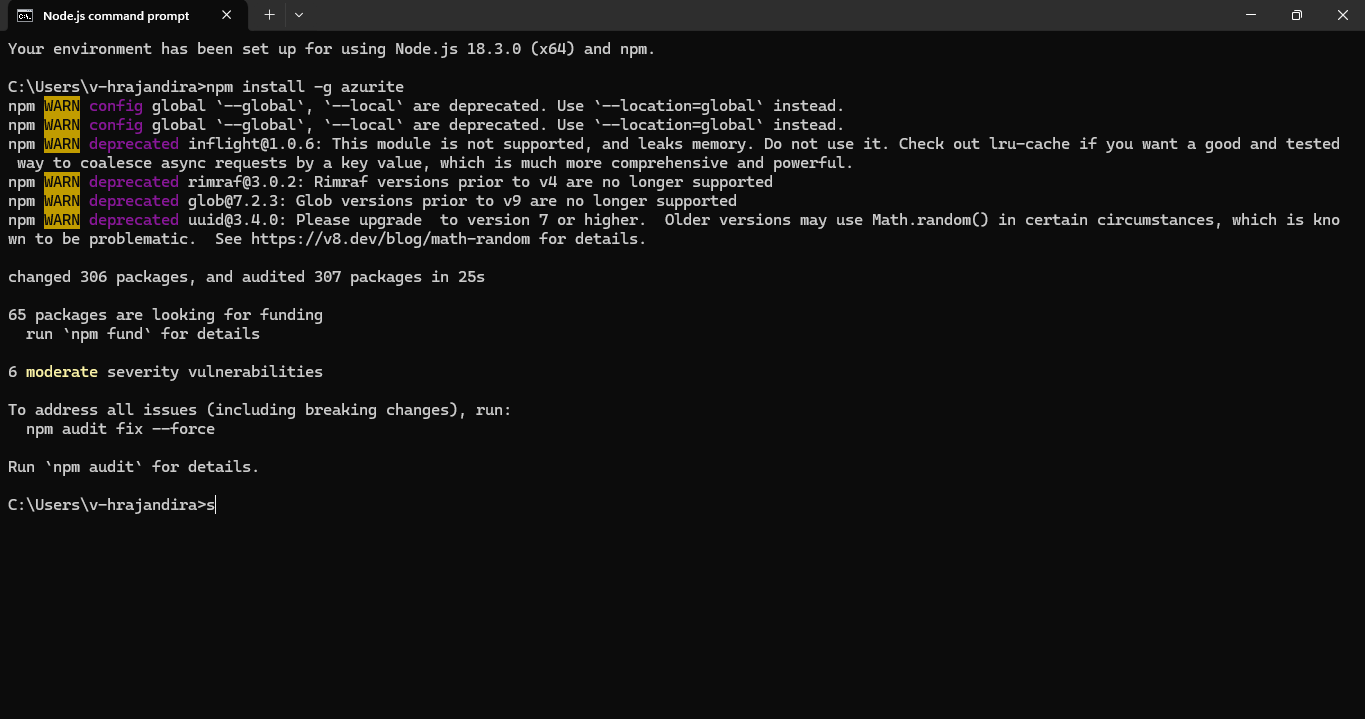 Node.js command prompt
Your environment has been set up for using Node.js 18.3.0 (x64) and npm.
C:\Users\v-hrajandira>npm install -g azurite
npm WARN config global `--global`, `--local` are deprecated. Use `--location=global` instead.
npm WARN config global `--global`, `--local` are deprecated. Use `--location=global` instead.
npm WARN deprecated inflight@1.0.6: This module is not supported, and leaks memory. Do not use it. Check out lru-cache if you want a good and tested
 way to coalesce async requests by a key value, which is much more comprehensive and powerful.
npm WARN deprecated rimraf@3.0.2: Rimraf versions prior to v4 are no longer supported
npm WARN deprecated glob@7.2.3: Glob versions prior to v9 are no longer supported
npm WARN deprecated uuid@3.4.0: Please upgrade  to version 7 or higher.  Older versions may use Math.random() in certain circumstances, which is kno
wn to be problematic.  See https://v8.dev/blog/math-random for details.
changed 306 packages, and audited 307 packages in 25s
65 packages are looking for funding
  run `npm fund` for details
6 moderate severity vulnerabilities
To address all issues (including breaking changes), run:
  npm audit fix --force
Run `npm audit` for details.
C:\Users\v-hrajandira>s